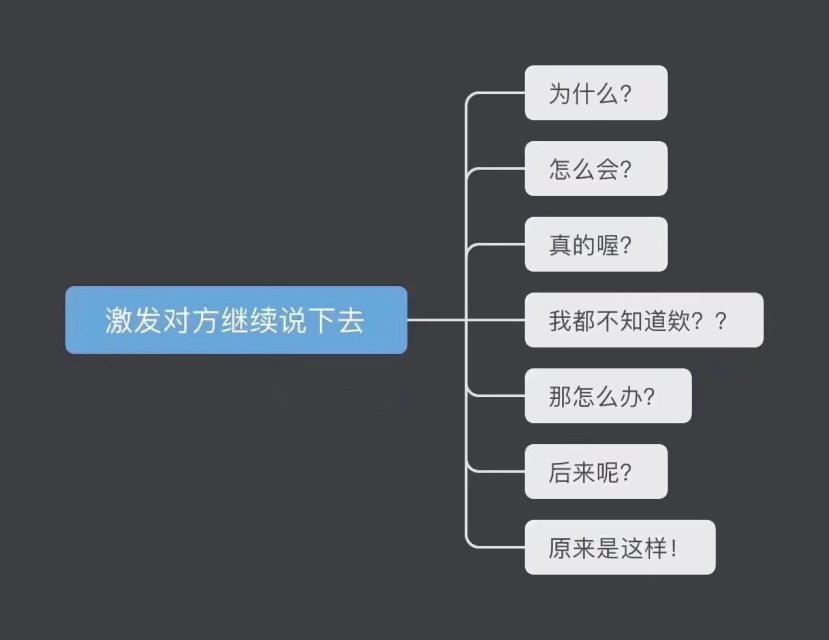 激发对方继续说下去
为什么？
怎么会？
真的喔？
我都不知道欸？？
那怎么办？
后来呢？
原来是这样！